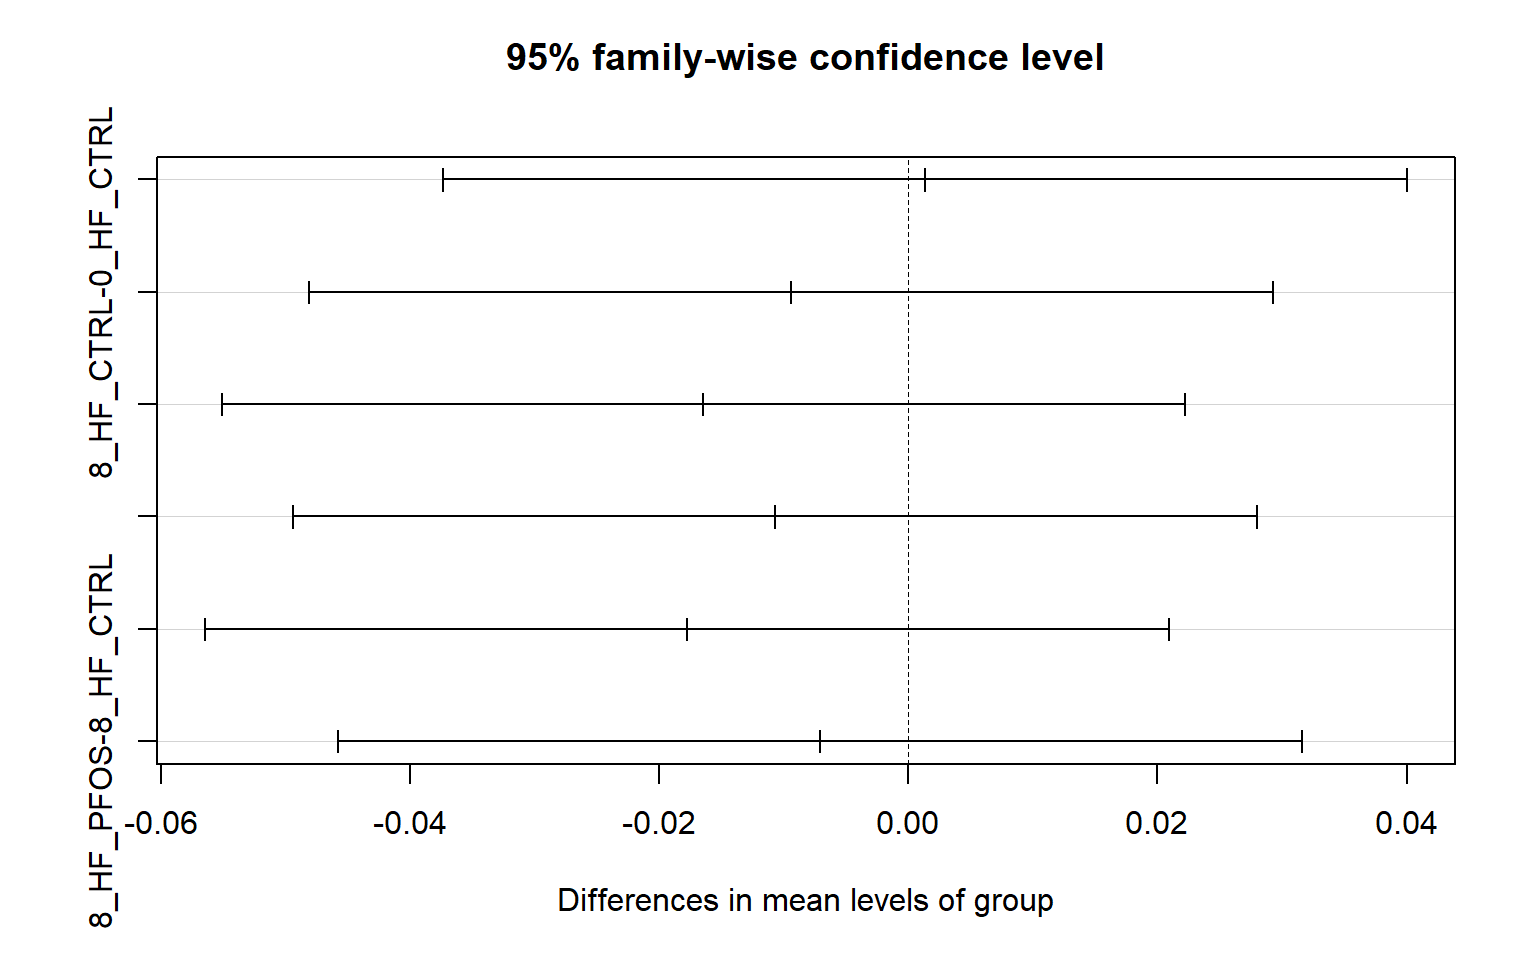 95% family-wise confidence level
8_HF_CTRL-0_HF_CTRL
8_HF_PFOS-8_HF_CTRL
-0.06 -0.04 -0.02 0.00 0.02 0.04
Differences in mean levels of group